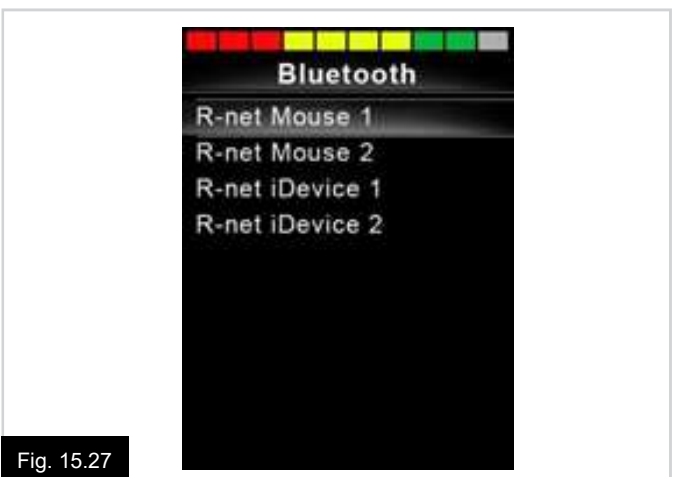 Bluetooth
R-net Mouse 1
R-net Mouse 2
R-net iDevice 1
R-net iDevice 2
Fig. 15.27